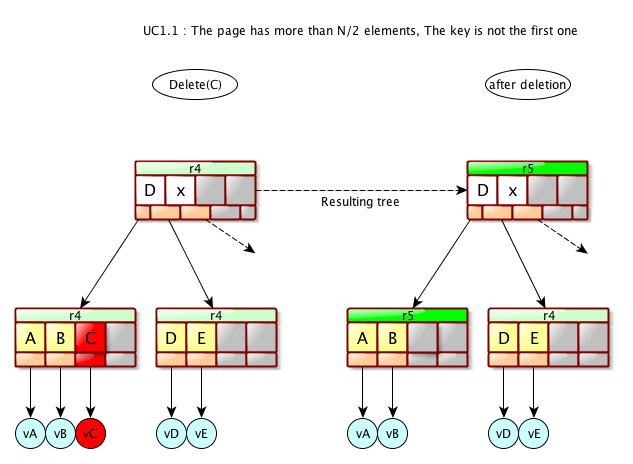 UC1.1 : The page has more than N/2 elements, The key is not the first one
Delete(C) after deletion
r4 r5
D x D x
Resulting tree
r4 r4 r5 r4
A B C D E A B D E
vA vB vC vD vE vA vB vD vE